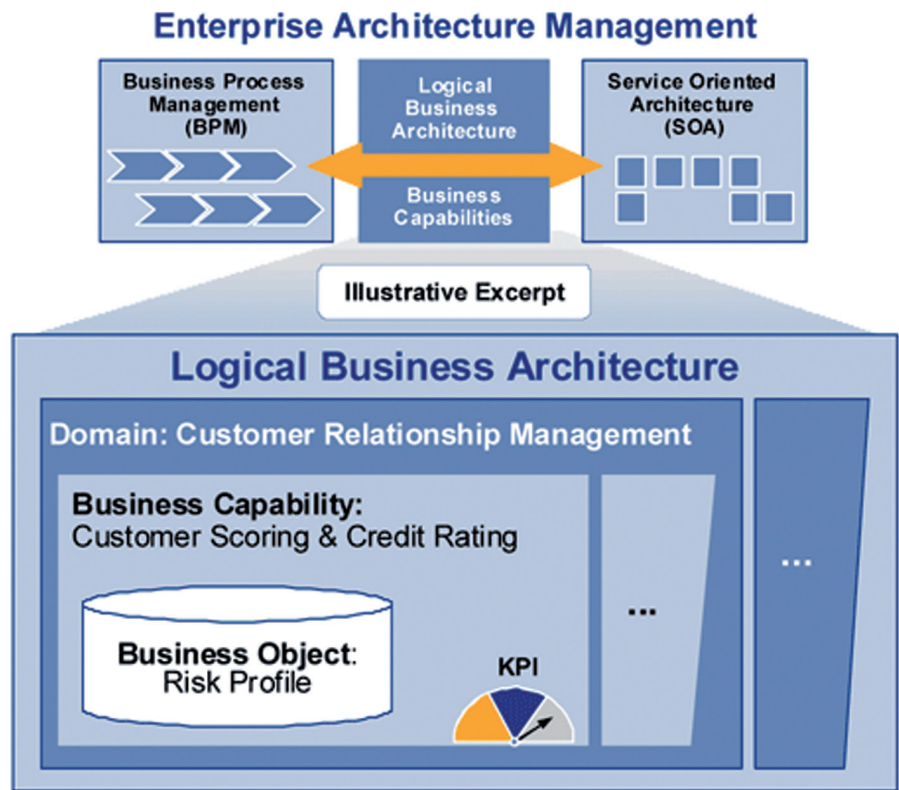 Enterprise Architecture Management
Business Process
Management
(BPM)
Logical
Business
Architecture
Business
Capabilities
Service Oriented
Architecture
(SOA)
Illustrative Excerpt
Logical Business Architecture
Domain: Customer Relationship Management
Business Capability:
Customer Scoring & Credit Rating
Business Object:
Risk Profile
KPI
...
...